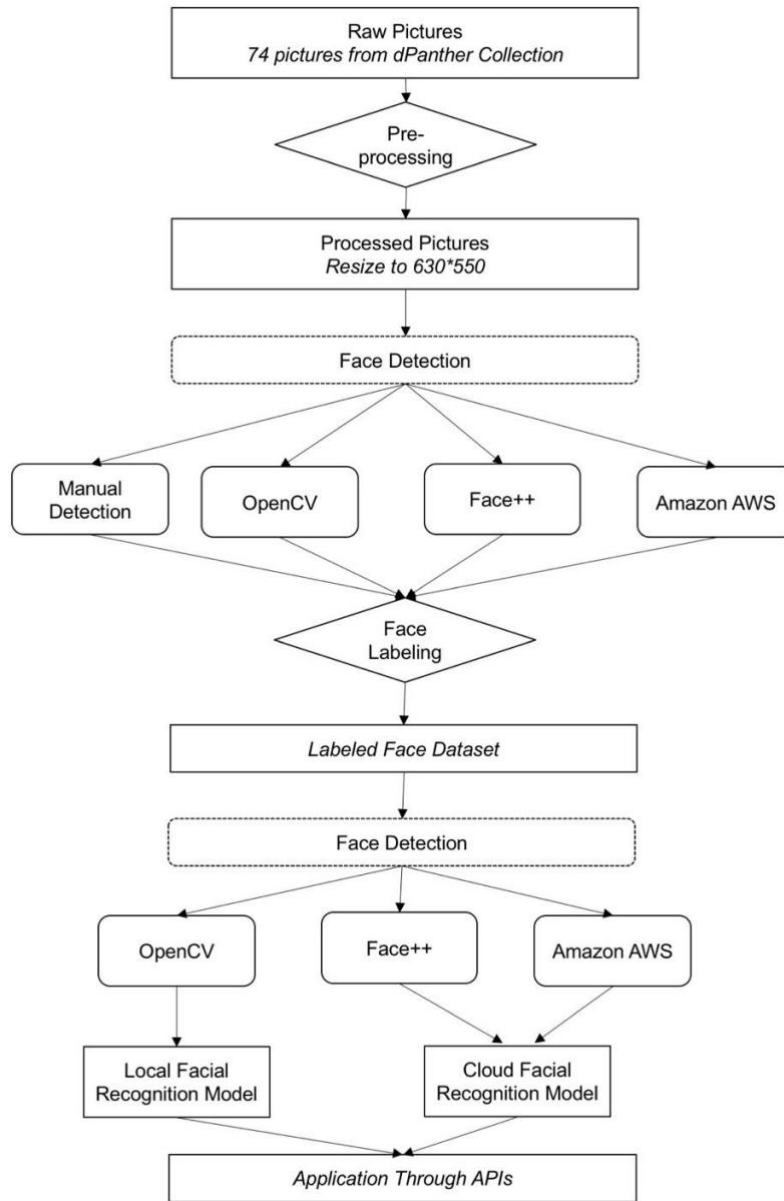 Raw Pictures
74 pictures from dPanther Collection
Pre-
processing
Processed Pictures
Resize to 630*550
Face Detection
Manual
Detection
OpenCV
Face++
Amazon AWS
Face
Labeling
Labeled Face Dataset
Face Detection
OpenCV
Face++
Amazon AWS
Local Facial
Recognition Model
Cloud Facial
Recognition Model
Application Through APIs